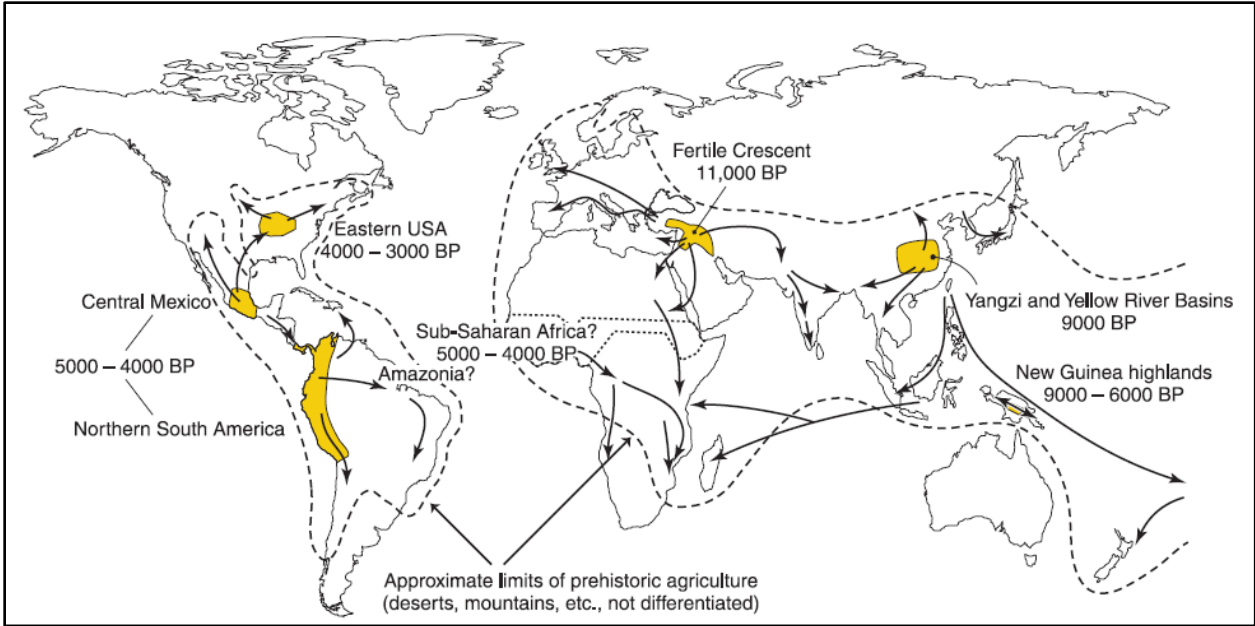 Fertile Crescent
11,000 BP
Eastern USA
4000 – 3000 BP
Central Mexico
5000 – 4000 BP
Northern South America
Amazonia?
Sub-Saharan Africa?
5000 – 4000 BP
Yangzi and Yellow River Basins
9000 BP
New Guinea highlands
9000 – 6000 BP
Approximate limits of prehistoric agriculture
(deserts, mountains, etc., not differentiated)